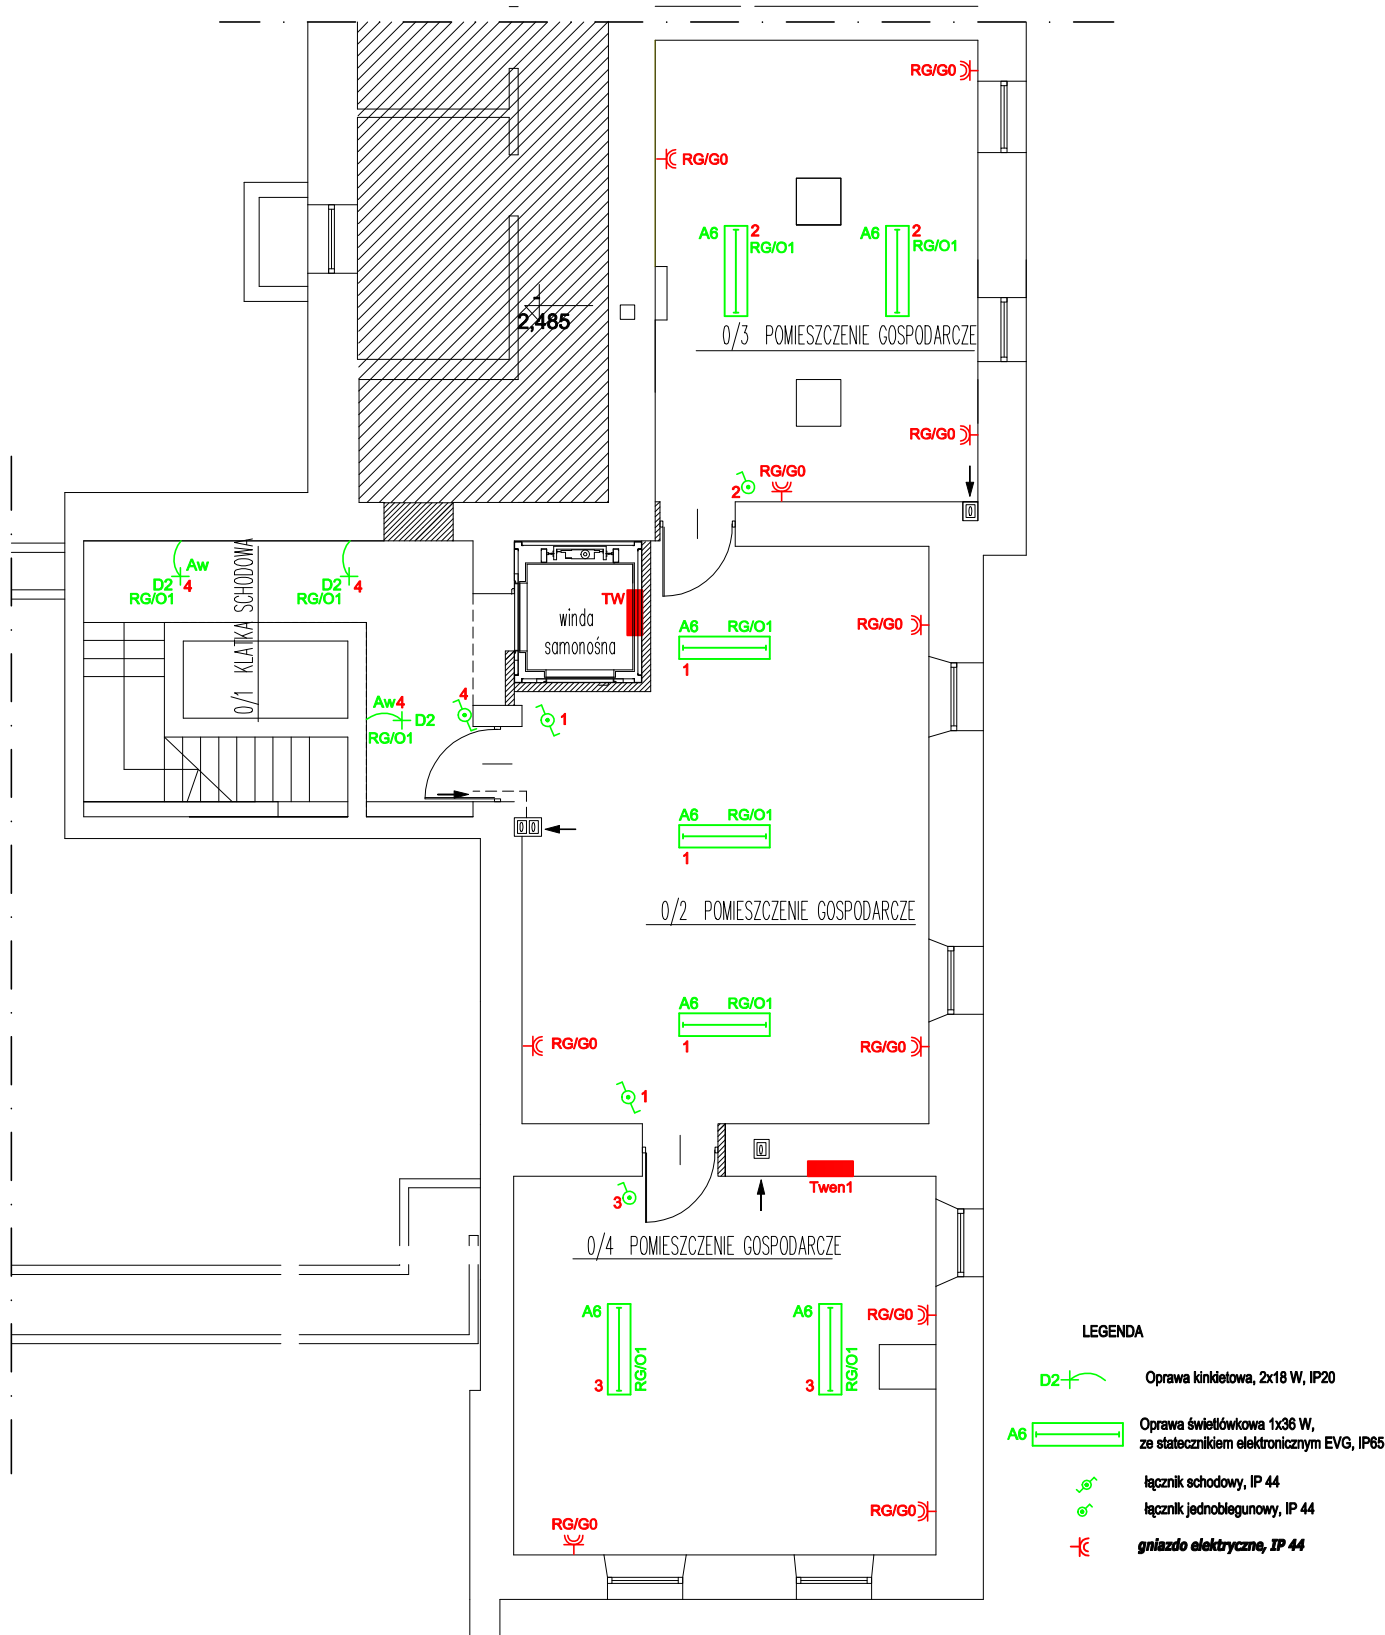 RG/G0
RG/G0
A6 2
RG/O1
A6 2
RG/O1
2,485
0/3 POMIESZCZENIE GOSPODARCZE
RG/G0
RG/G0
2
Aw
D2 4
RG/O1
D2 4
RG/O1
0/1 KLATKA SCHODOWA
TW
winda
samonośna
A6 RG/O1
1
RG/G0
Aw 4
D2
RG/O1
4
1
A6 RG/O1
1
0/2 POMIESZCZENIE GOSPODARCZE
A6 RG/O1
1
RG/G0
RG/G0
1
Twen1
3
0/4 POMIESZCZENIE GOSPODARCZE
A6
RG/O1
3
A6
RG/O1
3
RG/G0
RG/G0
RG/G0
LEGENDA
D2 Oprawa kinkietowa, 2x18 W, IP20
A6 Oprawa świetlówkowa 1x36 W,
ze statecznikiem elektronicznym EVG, IP65
łącznik schodowy, IP 44
łącznik jednobiegunowy, IP 44
gniazdo elektryczne, IP 44